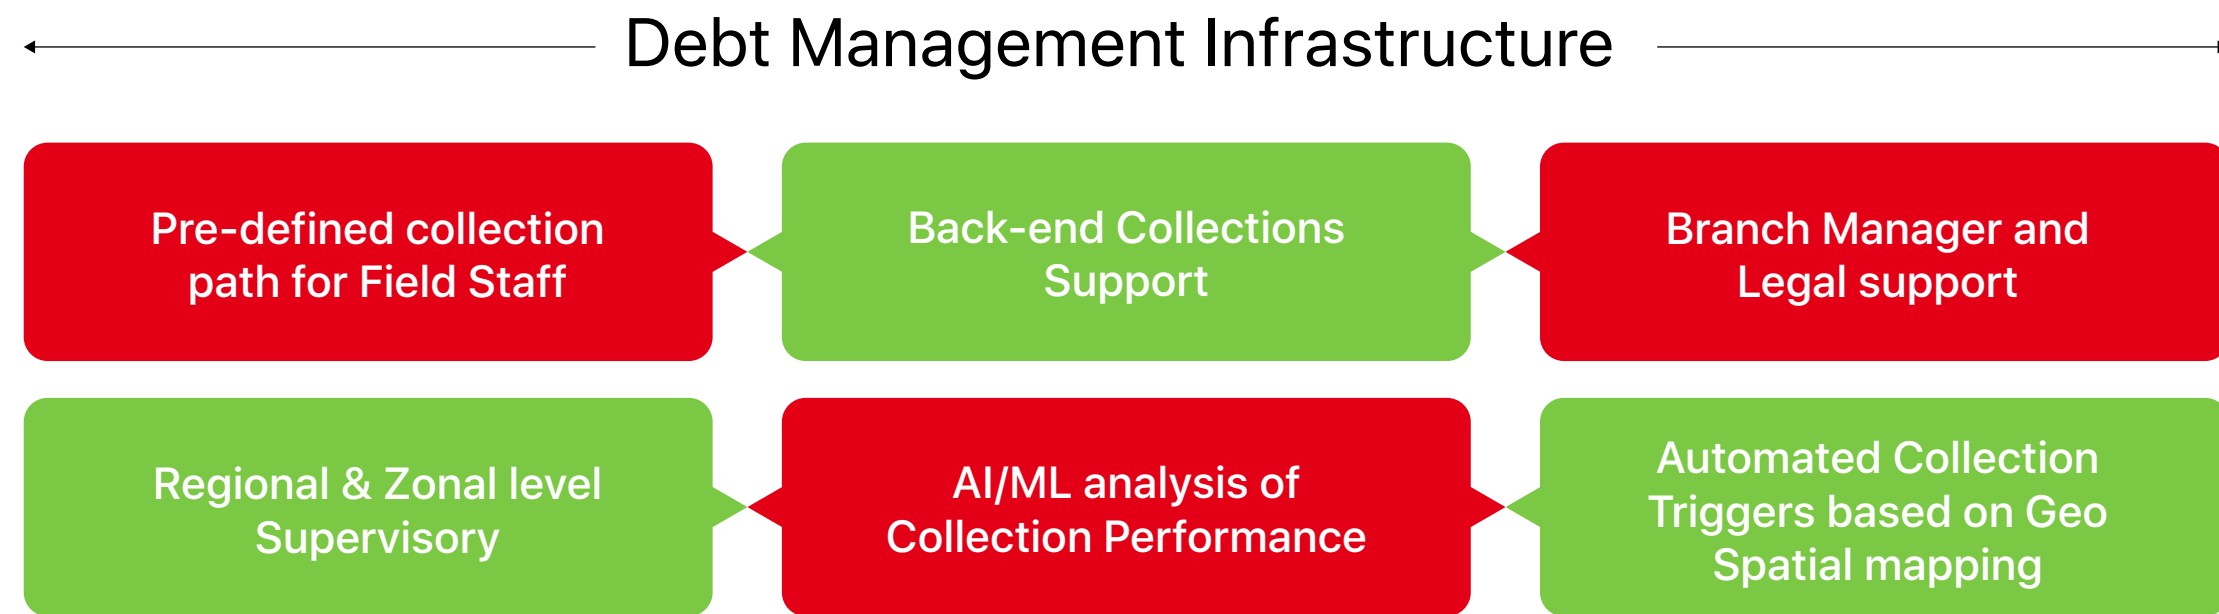 Debt Management Infrastructure
Pre-defined collection
path for Field Staff
Back-end Collections
Support
Branch Manager and
Legal support
Regional & Zonal level
Supervisory
AI/ML analysis of
Collection Performance
Automated Collection
Triggers based on Geo
Spatial mapping